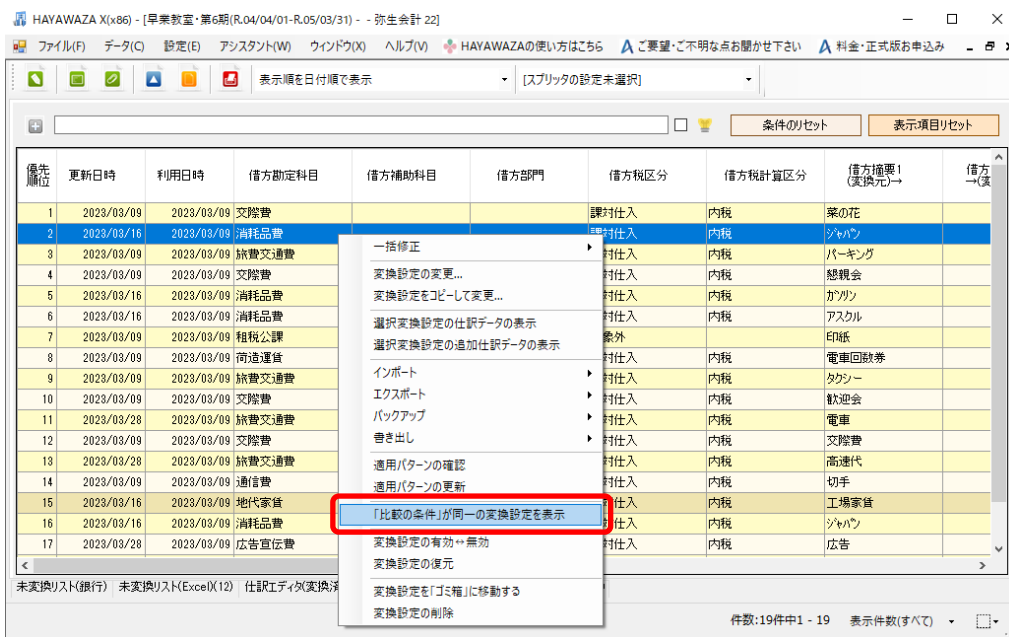 HAYAWAZA X(x86) - [早業教室・第6期(R.04/04/01-R.05/03/31) - - 弥生会計 22]
ファイル(F) データ(C) 設定(E) アシスタント(W) ウィンドウ(X) ヘルプ(V) HAYAWAZAの使い方はこちら ご要望・ご不明な点お聞かせ下さい 料金・正式版お申込み
表示順を日付順で表示 [スプリッタの設定未選択]
条件のリセット 表示項目リセット
優先順位 更新日時 利用日時 借方勘定科目 借方補助科目 借方部門 借方税区分 借方税計算区分 借方摘要1(変換元)→ 借方→(変
1 2023/03/09 2023/03/09 交際費 課対仕入 内税 菜の花
2 2023/03/16 2023/03/09 消耗品費 課対仕入 内税 ジャパン
3 2023/03/09 2023/03/09 旅費交通費 対仕入 内税 パーキング
4 2023/03/09 2023/03/09 交際費 対仕入 内税 懇親会
5 2023/03/16 2023/03/09 消耗品費 対仕入 内税 ガソリン
6 2023/03/16 2023/03/09 消耗品費 対仕入 内税 アスクル
7 2023/03/09 2023/03/09 租税公課 象外 印紙
8 2023/03/09 2023/03/09 荷造運賃 対仕入 内税 電車回数券
9 2023/03/09 2023/03/09 旅費交通費 対仕入 内税 タクシー
10 2023/03/09 2023/03/09 交際費 対仕入 内税 歓迎会
11 2023/03/28 2023/03/09 旅費交通費 対仕入 内税 電車
12 2023/03/09 2023/03/09 交際費 対仕入 内税 交際費
13 2023/03/28 2023/03/09 旅費交通費 対仕入 内税 高速代
14 2023/03/09 2023/03/09 通信費 対仕入 内税 切手
15 2023/03/16 2023/03/09 地代家賃 対仕入 内税 工場家賃
16 2023/03/16 2023/03/09 消耗品費 対仕入 内税 ジャパン
17 2023/03/28 2023/03/09 広告宣伝費 対仕入 内税 広告
一括修正
変換設定の変更...
変換設定をコピーして変更...
選択変換設定の仕訳データの表示
選択変換設定の追加仕訳データの表示
インポート
エクスポート
バックアップ
書き出し
適用パターンの確認
適用パターンの更新
「比較の条件」が同一の変換設定を表示
変換設定の有効⇔無効
変換設定の復元
変換設定を「ゴミ箱」に移動する
変換設定の削除
未変換リスト(銀行) 未変換リスト(Excel)(12) 仕訳エディタ(変換済
件数:19件中1 - 19 表示件数(すべて)